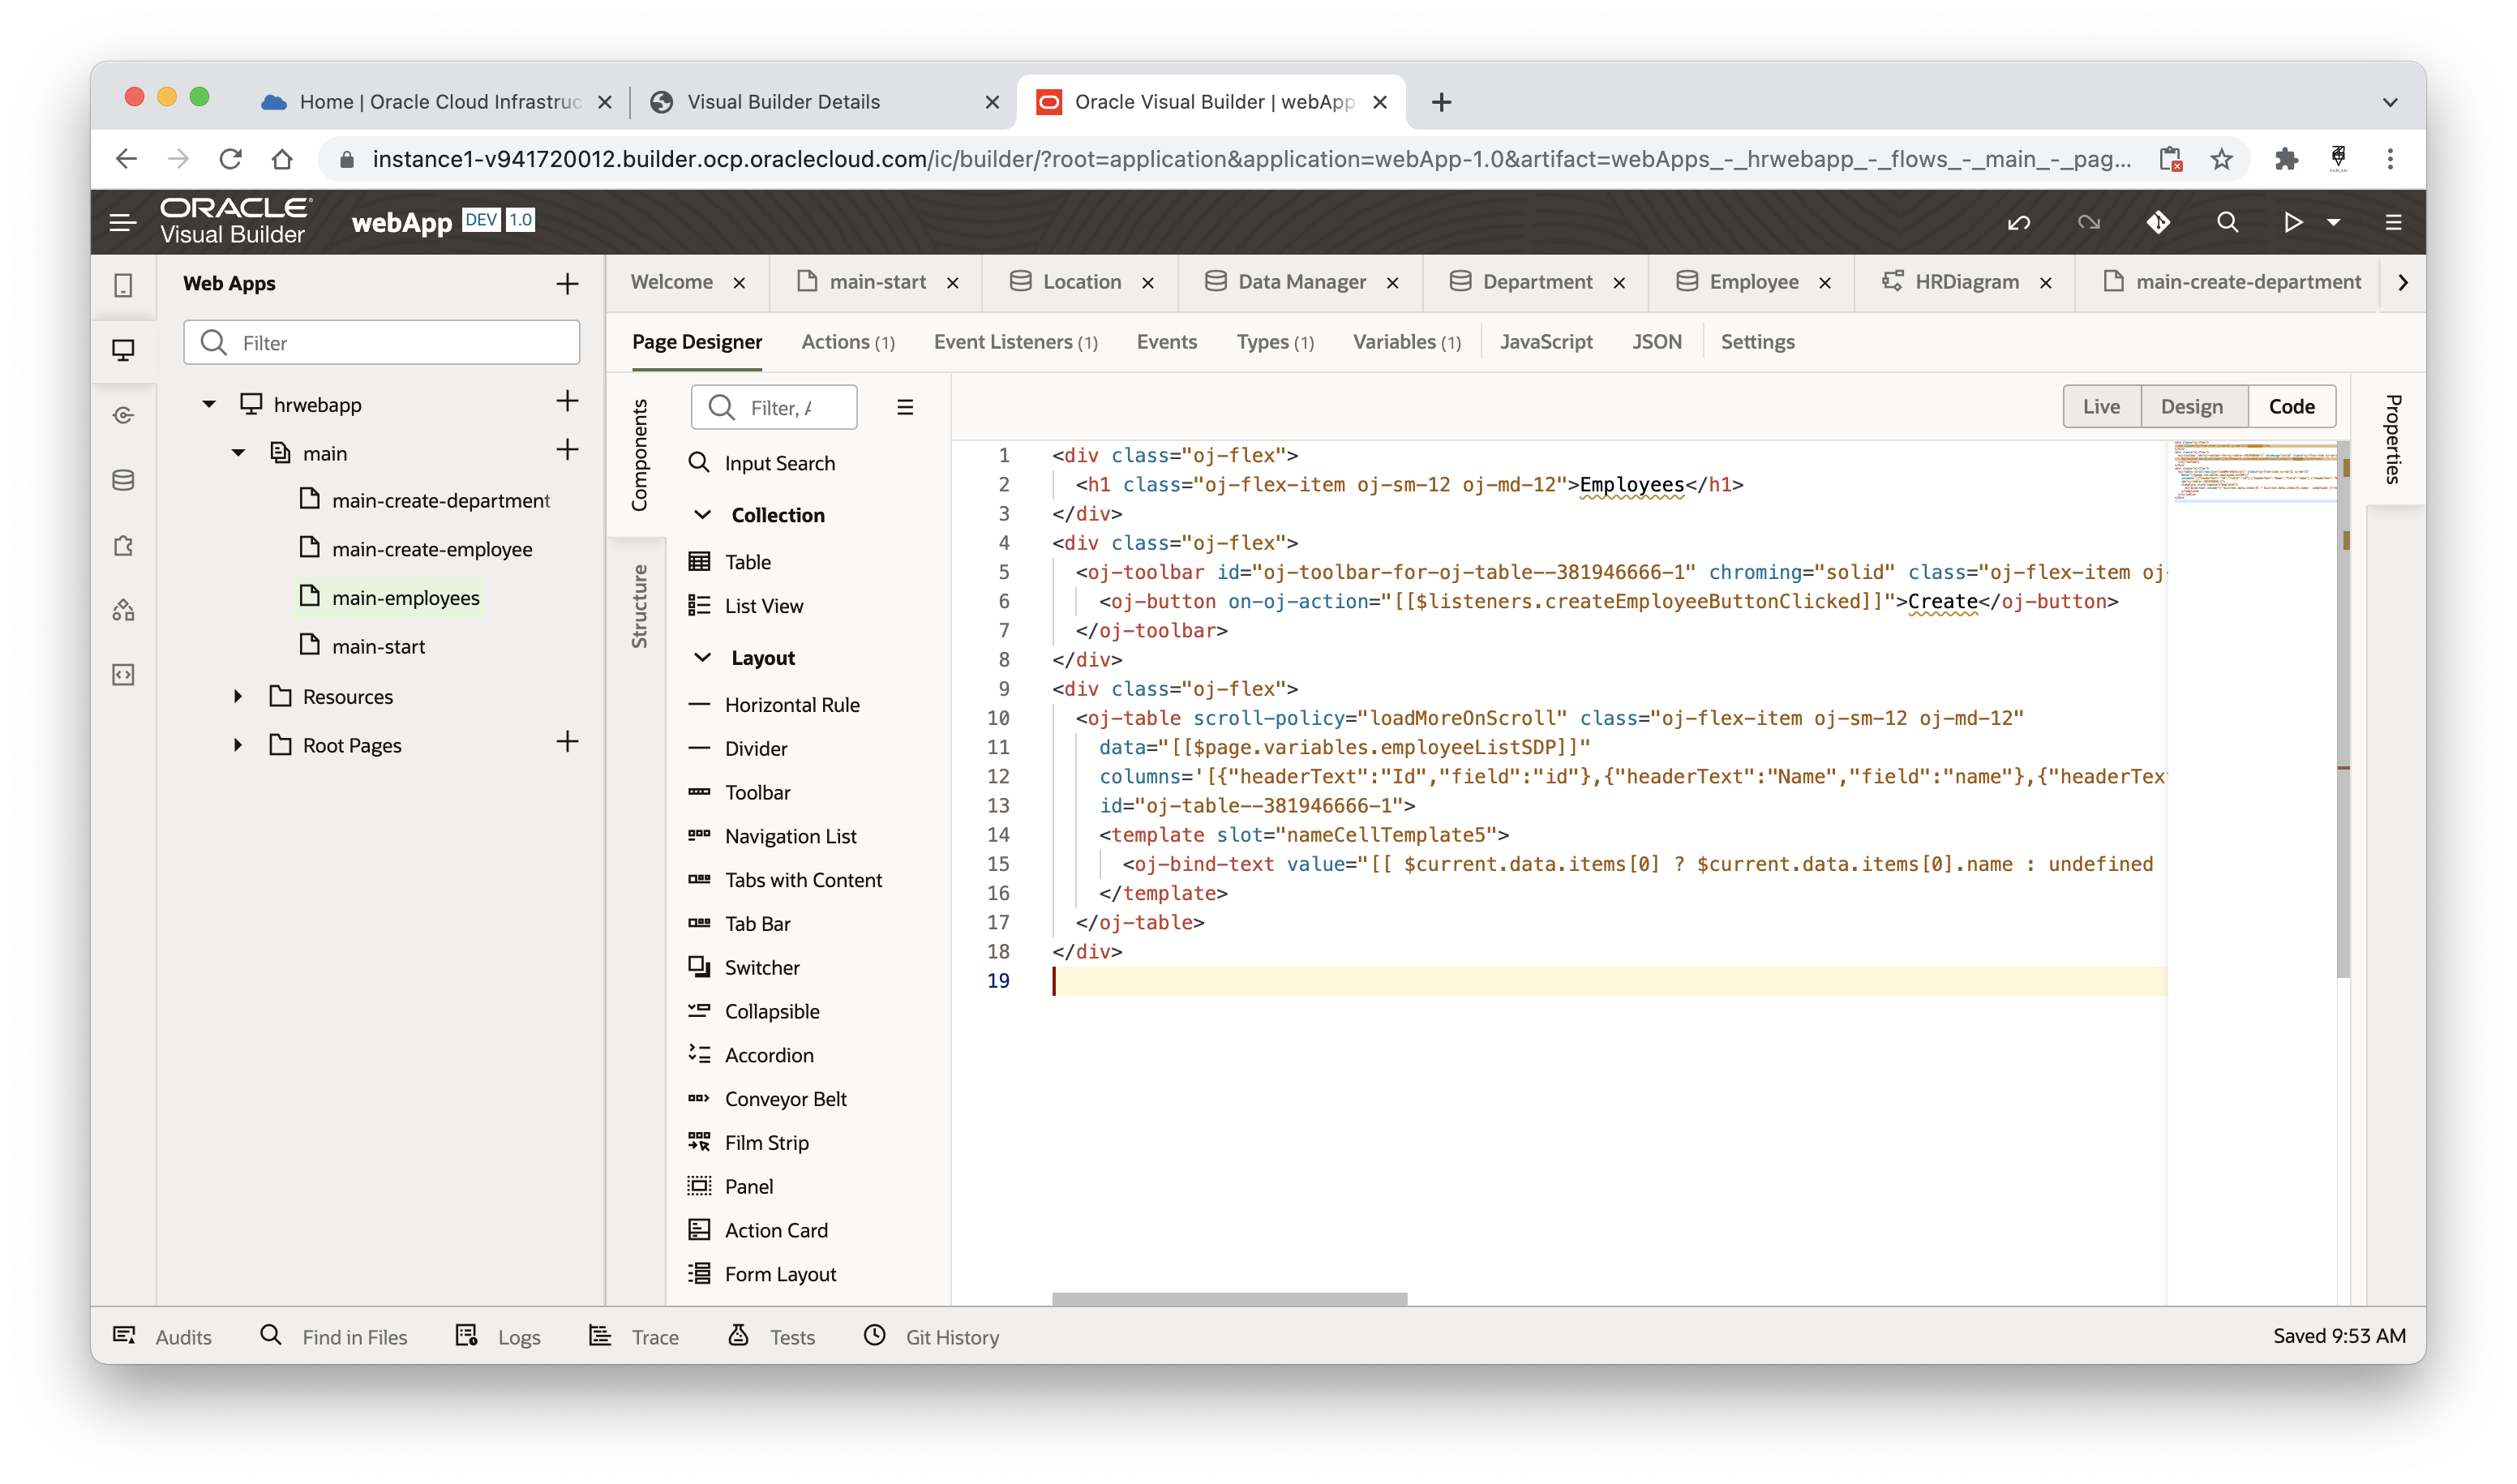 Home | Oracle Cloud Infrastruc
Visual Builder Details
Oracle Visual Builder | webApp
instance1-v941720012.builder.ocp.oraclecloud.com/ic/builder/?root=application&application=webApp-1.0&artifact=webApps_-_hrwebapp_-_flows_-_main_-_pag...
ORACLE
Visual Builder
webApp DEV 1.0
Web Apps
Filter
hrwebapp
main
main-create-department
main-create-employee
main-employees
main-start
Resources
Root Pages
Welcome
main-start
Location
Data Manager
Department
Employee
HRDiagram
main-create-department
Page Designer
Actions (1)
Event Listeners (1)
Events
Types (1)
Variables (1)
JavaScript
JSON
Settings
Components
Structure
Filter, A
Input Search
Collection
Table
List View
Layout
Horizontal Rule
Divider
Toolbar
Navigation List
Tabs with Content
Tab Bar
Switcher
Collapsible
Accordion
Conveyor Belt
Film Strip
Panel
Action Card
Form Layout
Live
Design
Code
Properties
1 <div class="oj-flex">
2 <h1 class="oj-flex-item oj-sm-12 oj-md-12">Employees</h1>
3 </div>
4 <div class="oj-flex">
5 <oj-toolbar id="oj-toolbar-for-oj-table--381946666-1" chroming="solid" class="oj-flex-item oj-
6 <oj-button on-oj-action="[[$listeners.createEmployeeButtonClicked]]">Create</oj-button>
7 </oj-toolbar>
8 </div>
9 <div class="oj-flex">
10 <oj-table scroll-policy="loadMoreOnScroll" class="oj-flex-item oj-sm-12 oj-md-12"
11 data="[[$page.variables.employeeListSDP]]"
12 columns='[{"headerText":"Id","field":"id"},{"headerText":"Name","field":"name"},{"headerTex
13 id="oj-table--381946666-1">
14 <template slot="nameCellTemplate5">
15 <oj-bind-text value="[[ $current.data.items[0] ? $current.data.items[0].name : undefined
16 </template>
17 </oj-table>
18 </div>
19
Audits
Find in Files
Logs
Trace
Tests
Git History
Saved 9:53 AM